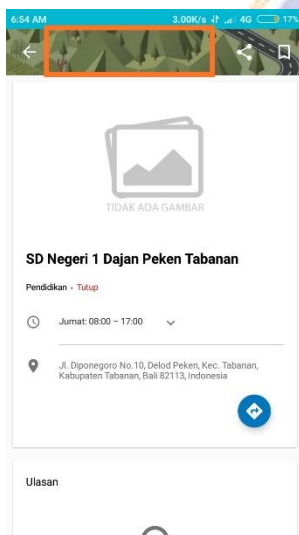 6:54 AM 3.00K/s 4G 17%
TIDAK ADA GAMBAR
SD Negeri 1 Dajan Peken Tabanan
Pendidikan - Tutup
Jumat: 08:00 – 17:00
Jl. Diponegoro No.10, Delod Peken, Kec. Tabanan,
Kabupaten Tabanan, Bali 82113, Indonesia
Ulasan